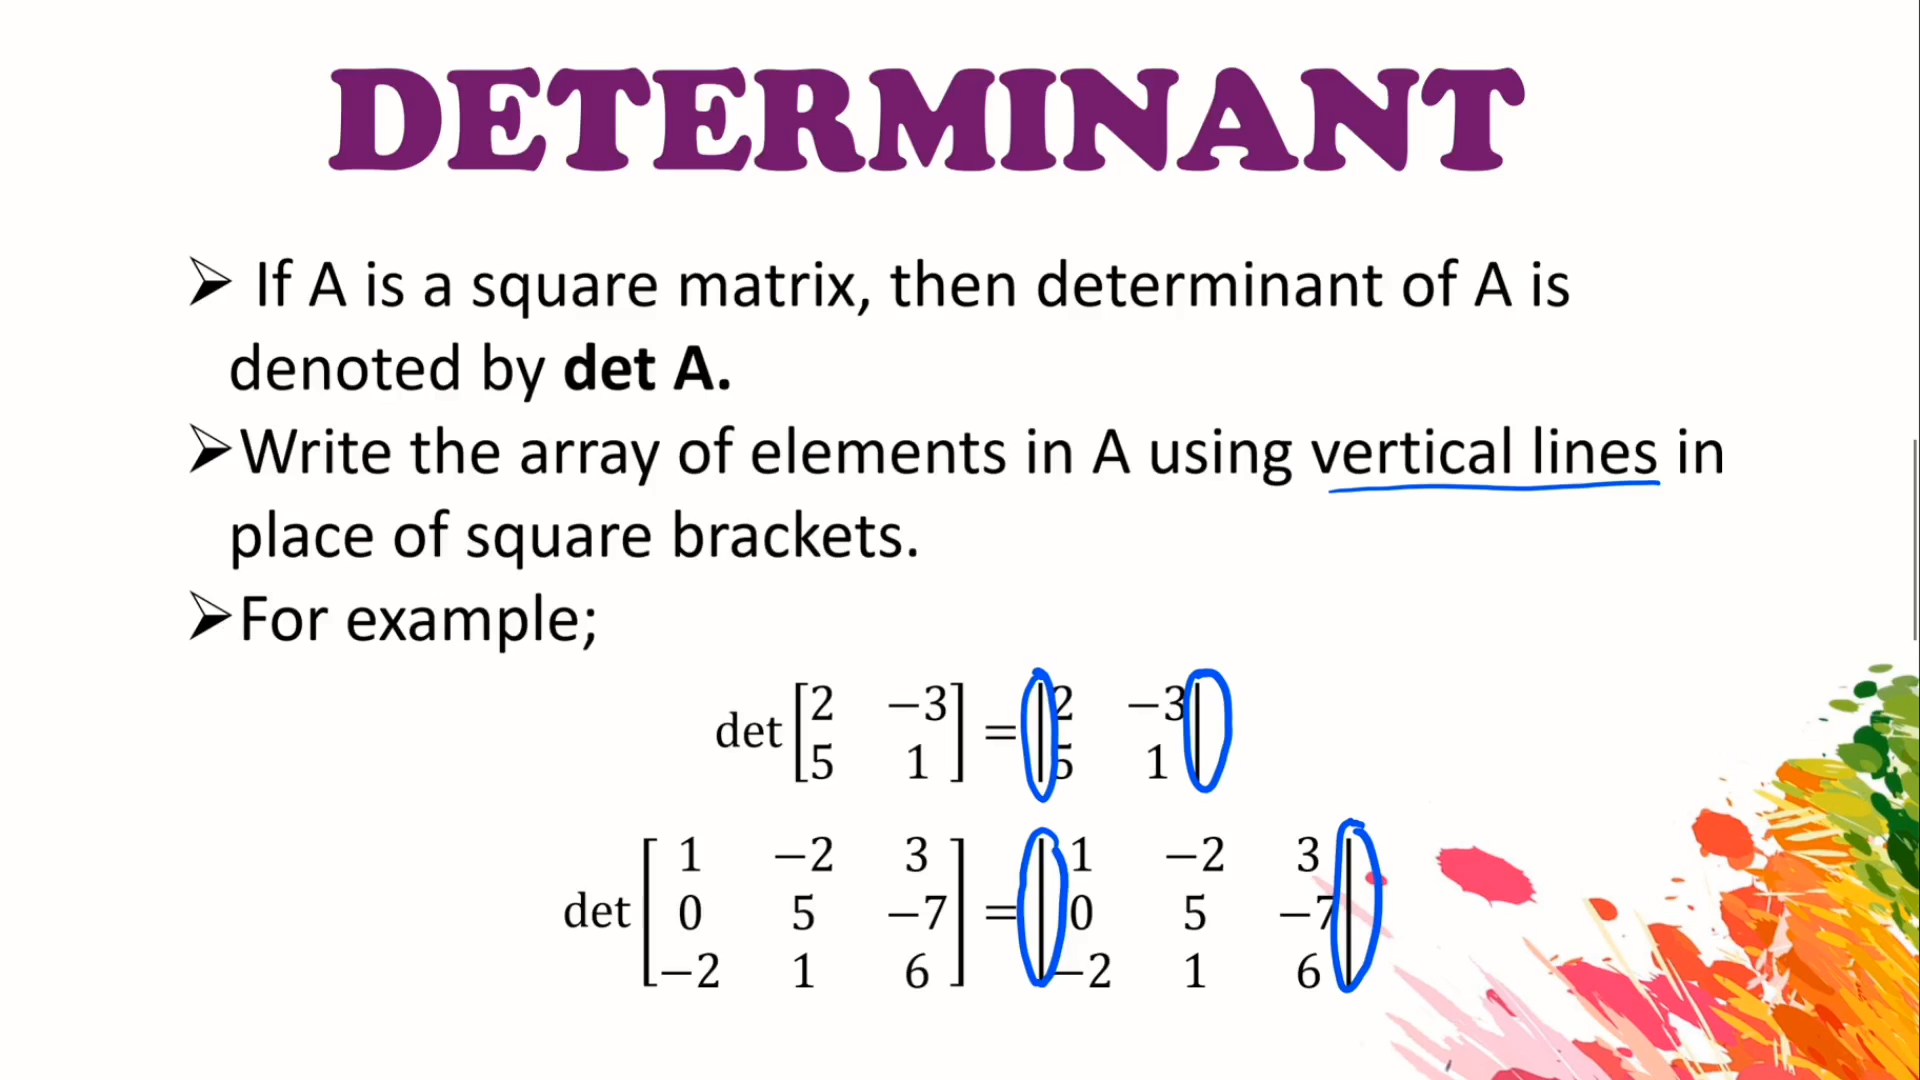 DETERMINANT
➢ If A is a square matrix, then determinant of A is
denoted by det A.
➢Write the array of elements in A using vertical lines in
place of square brackets.
➢For example;
det [2 −3; 5 1] = |2 −3; 5 1|
det [1 −2 3; 0 5 −7; −2 1 6] = |1 −2 3; 0 5 −7; −2 1 6|